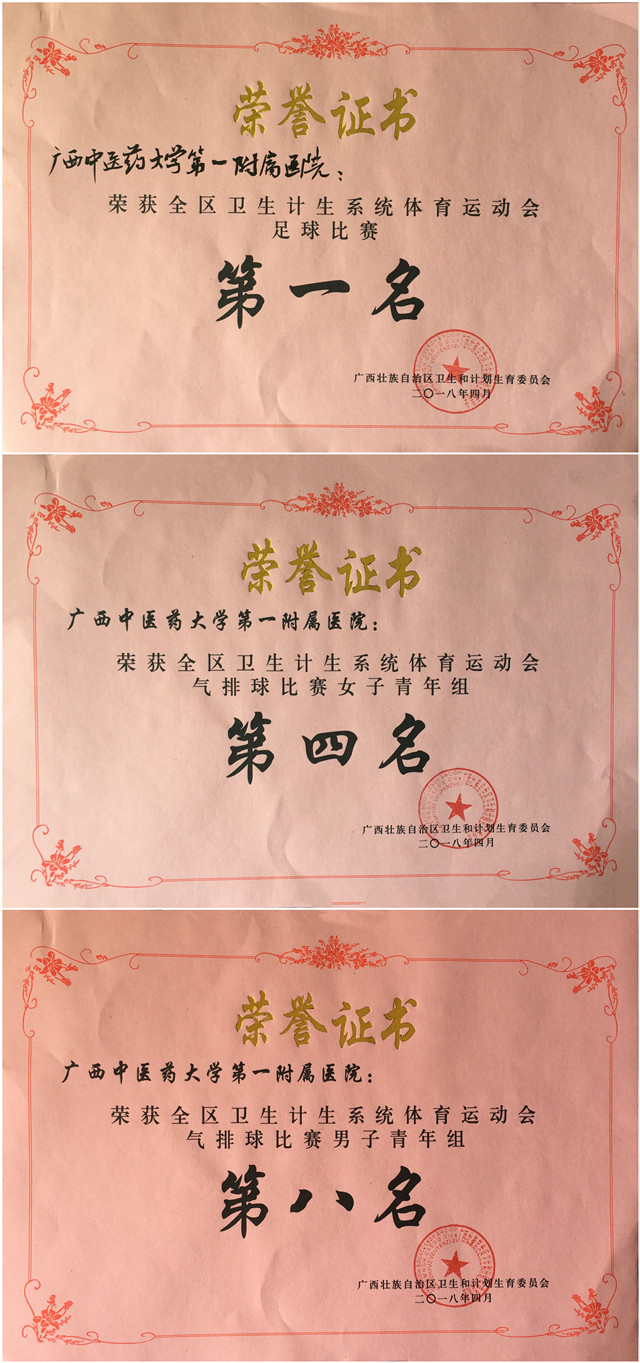 荣誉证书
广西中医药大学第一附属医院：
荣获全区卫生计生系统体育运动会
足球比赛
第一名
广西壮族自治区卫生和计划生育委员会
二〇一八年四月
荣誉证书
广西中医药大学第一附属医院：
荣获全区卫生计生系统体育运动会
气排球比赛女子青年组
第四名
广西壮族自治区卫生和计划生育委员会
二〇一八年四月
荣誉证书
广西中医药大学第一附属医院：
荣获全区卫生计生系统体育运动会
气排球比赛男子青年组
第八名
广西壮族自治区卫生和计划生育委员会
二〇一八年四月